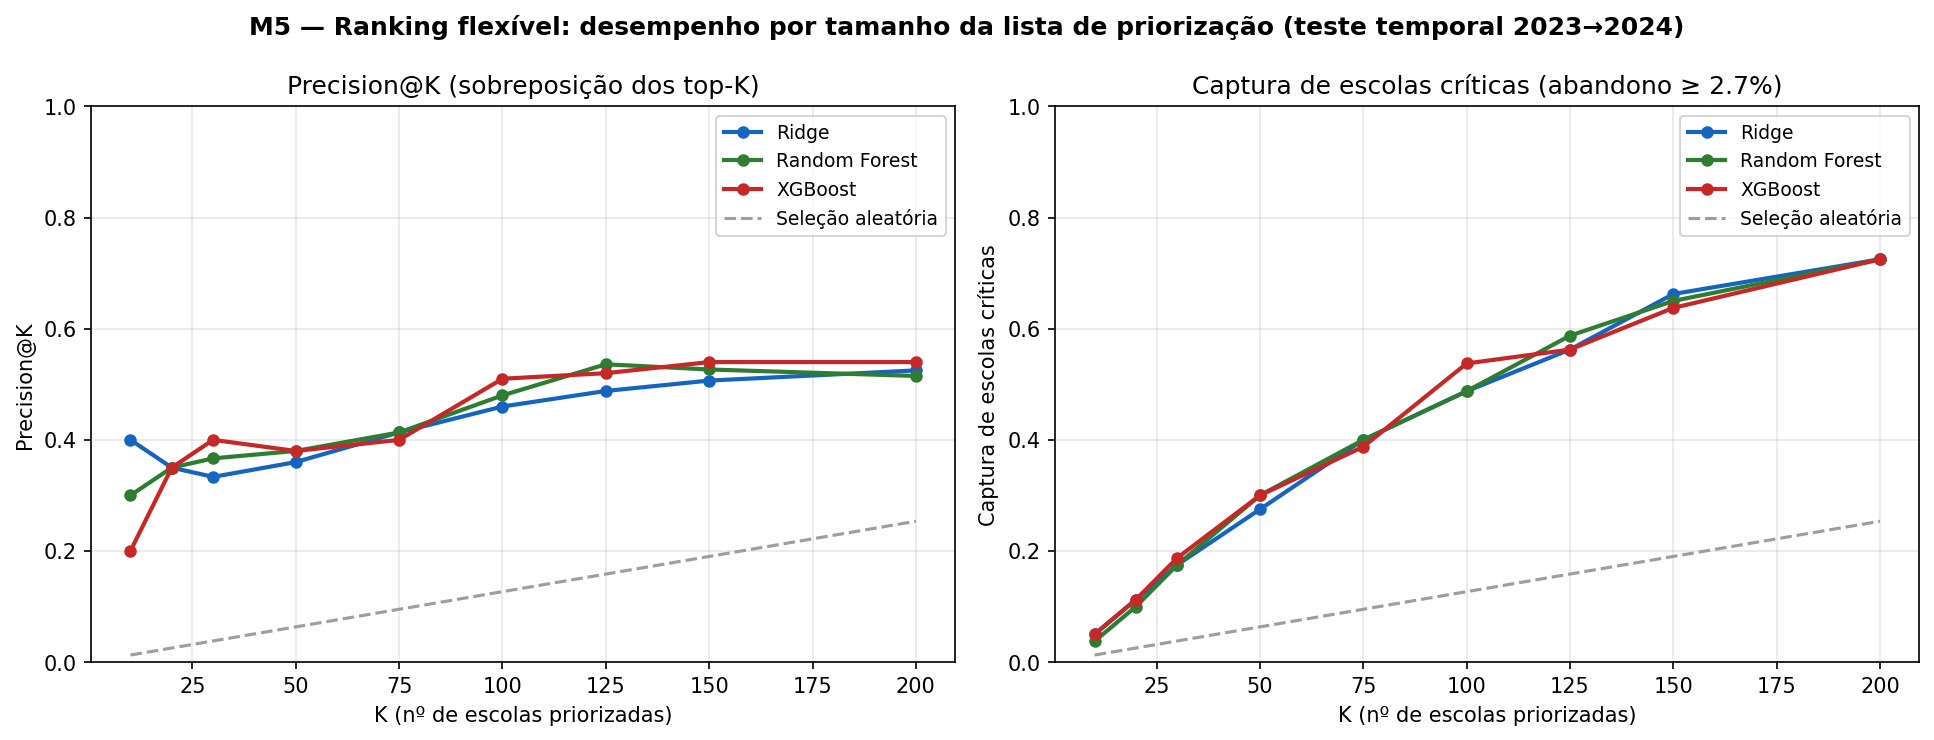 M5 — Ranking flexível: desempenho por tamanho da lista de priorização (teste temporal 2023→2024)
Precision@K (sobreposição dos top-K)
Precision@K
1.0
0.8
0.6
0.4
0.2
0.0
Ridge
Random Forest
XGBoost
Seleção aleatória
25 50 75 100 125 150 175 200
K (nº de escolas priorizadas)
Captura de escolas críticas (abandono ≥ 2.7%)
Captura de escolas críticas
1.0
0.8
0.6
0.4
0.2
0.0
Ridge
Random Forest
XGBoost
Seleção aleatória
25 50 75 100 125 150 175 200
K (nº de escolas priorizadas)